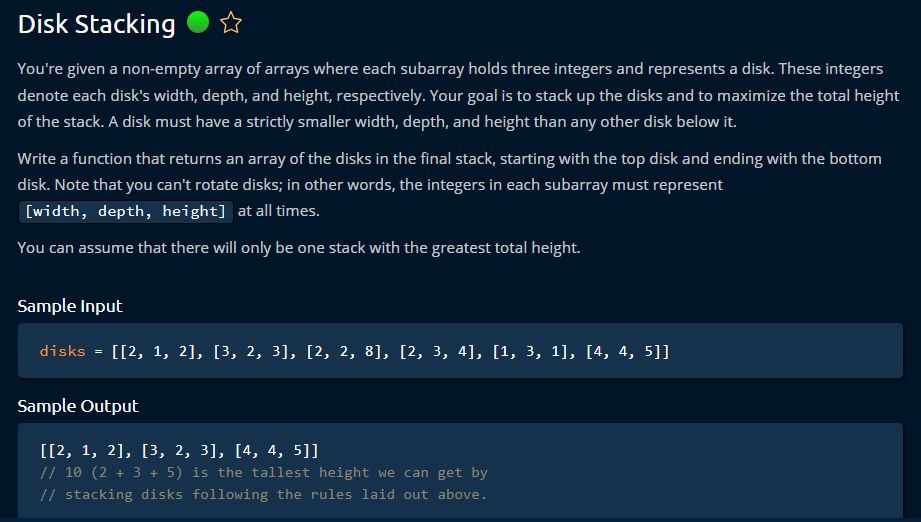 Disk Stacking
You're given a non-empty array of arrays where each subarray holds three integers and represents a disk. These integers
denote each disk's width, depth, and height, respectively. Your goal is to stack up the disks and to maximize the total height
of the stack. A disk must have a strictly smaller width, depth, and height than any other disk below it.
Write a function that returns an array of the disks in the final stack, starting with the top disk and ending with the bottom
disk. Note that you can't rotate disks; in other words, the integers in each subarray must represent
[width, depth, height] at all times.
You can assume that there will only be one stack with the greatest total height.
Sample Input
disks = [[2, 1, 2], [3, 2, 3], [2, 2, 8], [2, 3, 4], [1, 3, 1], [4, 4, 5]]
Sample Output
[[2, 1, 2], [3, 2, 3], [4, 4, 5]]
// 10 (2 + 3 + 5) is the tallest height we can get by
// stacking disks following the rules laid out above.